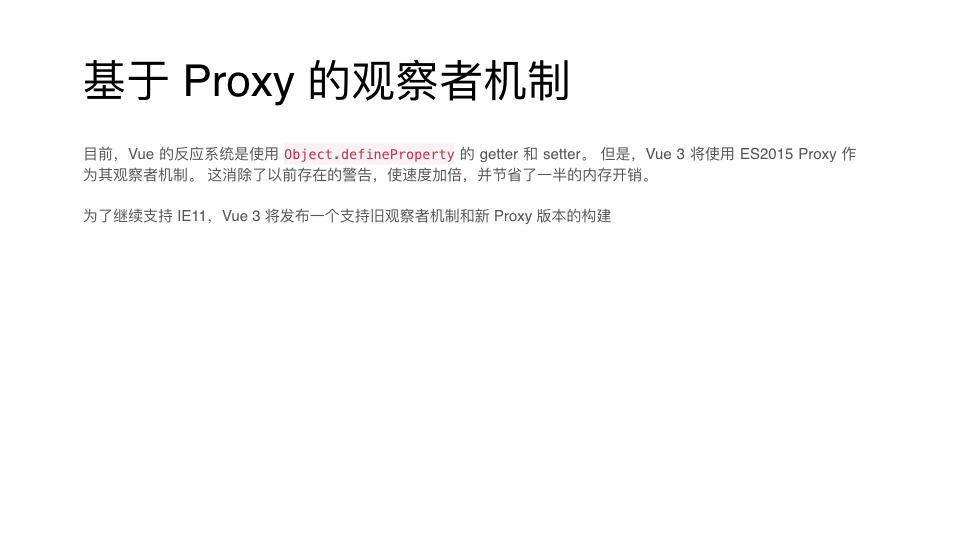 基于 Proxy 的观察者机制
目前，Vue 的反应系统是使用 Object.defineProperty 的 getter 和 setter。 但是，Vue 3 将使用 ES2015 Proxy 作
为其观察者机制。 这消除了以前存在的警告，使速度加倍，并节省了一半的内存开销。
为了继续支持 IE11，Vue 3 将发布一个支持旧观察者机制和新 Proxy 版本的构建